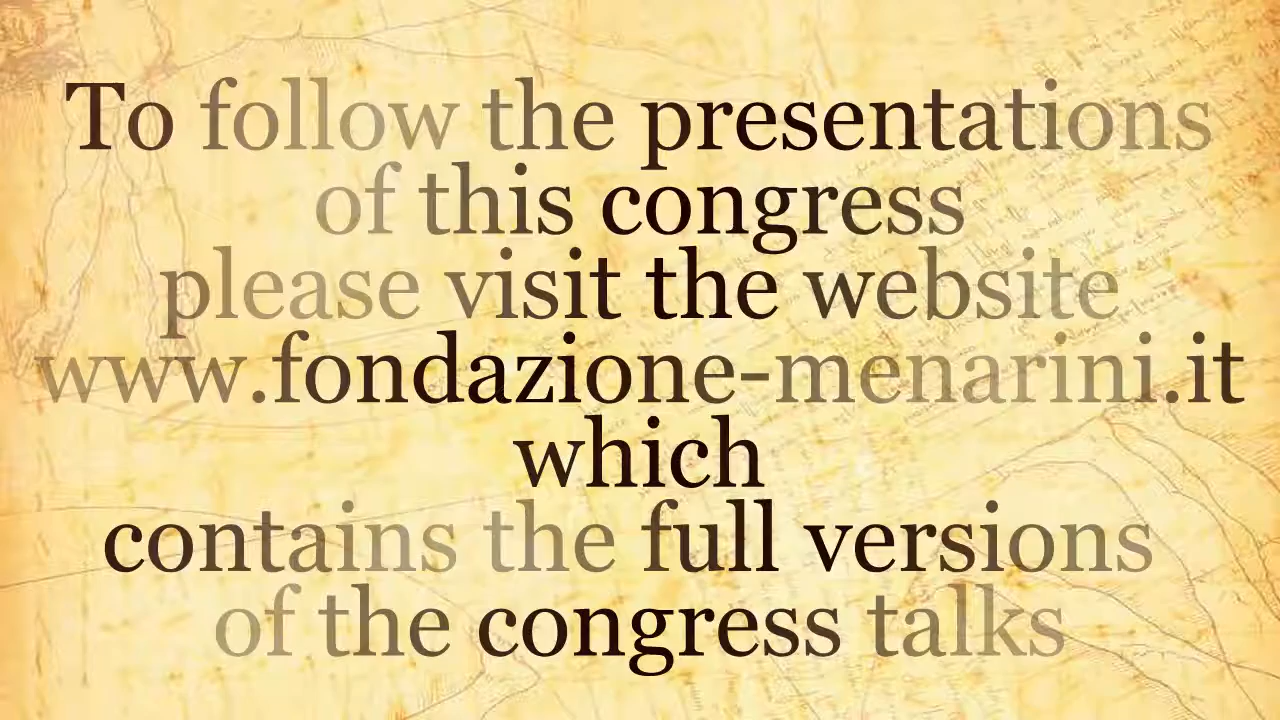 To follow the presentations
of this congress
please visit the website
www.fondazione-menarini.it
which
contains the full versions
of the congress talks